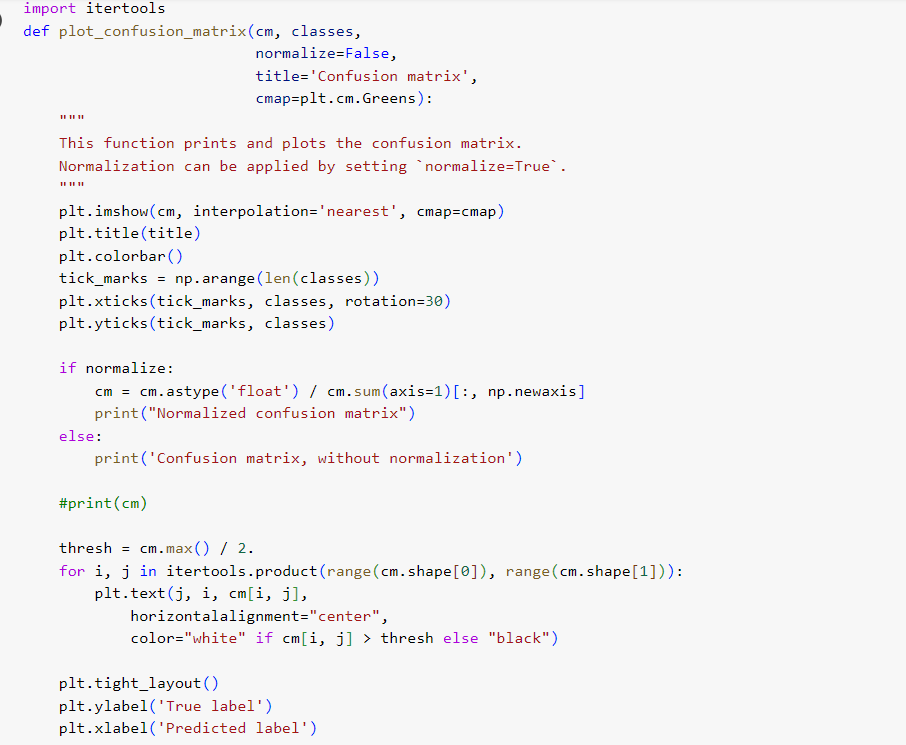 import itertools
def plot_confusion_matrix(cm, classes,
                          normalize=False,
                          title='Confusion matrix',
                          cmap=plt.cm.Greens):
    """
    This function prints and plots the confusion matrix.
    Normalization can be applied by setting `normalize=True`.
    """
    plt.imshow(cm, interpolation='nearest', cmap=cmap)
    plt.title(title)
    plt.colorbar()
    tick_marks = np.arange(len(classes))
    plt.xticks(tick_marks, classes, rotation=30)
    plt.yticks(tick_marks, classes)

    if normalize:
        cm = cm.astype('float') / cm.sum(axis=1)[:, np.newaxis]
        print("Normalized confusion matrix")
    else:
        print('Confusion matrix, without normalization')

    #print(cm)

    thresh = cm.max() / 2.
    for i, j in itertools.product(range(cm.shape[0]), range(cm.shape[1])):
        plt.text(j, i, cm[i, j],
            horizontalalignment="center",
            color="white" if cm[i, j] > thresh else "black")

    plt.tight_layout()
    plt.ylabel('True label')
    plt.xlabel('Predicted label')